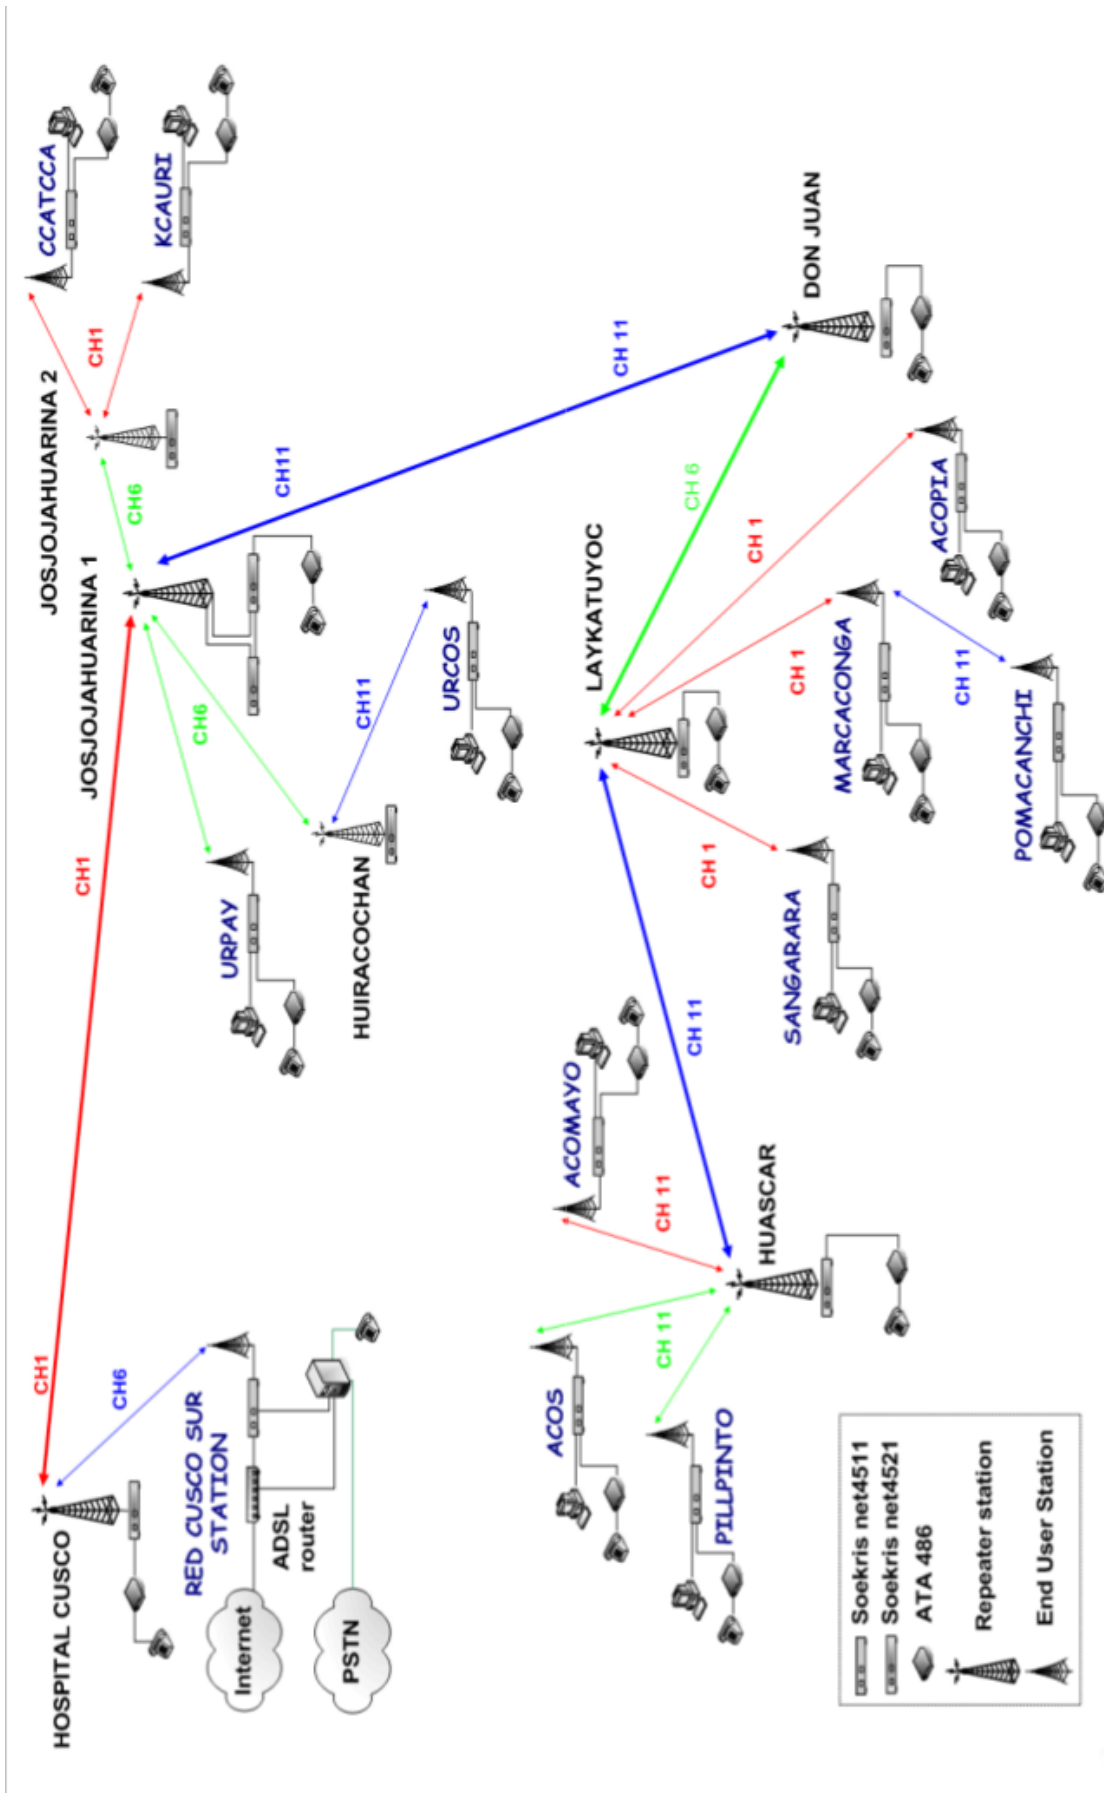 HOSPITAL CUSCO
CH1
CH1
JOSJOJAHUARINA 1
JOSJOJAHUARINA 2
CH6
CH1
CCATCCA
KCAURI
CH6
RED CUSCO SUR
STATION
ADSL
router
Internet
PSTN
URPAY
CH6
HUIRACOCHAN
CH11
URCOS
CH11
CH 11
DON JUAN
ACOS
CH 11
PILLPINTO
ACOMAYO
CH 11
HUASCAR
CH 11
LAYKATUYOC
CH 6
CH 1
SANGARARA
CH 1
MARCACONGA
CH 1
ACOPIA
CH 11
POMACANCHI
Soekris net4511
Soekris net4521
ATA 486
Repeater station
End User Station